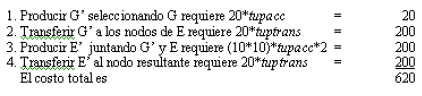 1. Producir G’ seleccionando G requiere 20*tupacc = 20
2. Transferir G’ a los nodos de E requiere 20*tuptrans = 200
3. Producir E’ juntando G’ y E requiere (10*10)*tupacc*2 = 200
4. Transferir E’ al nodo resultante requiere 20*tuptrans = 200
El costo total es 620